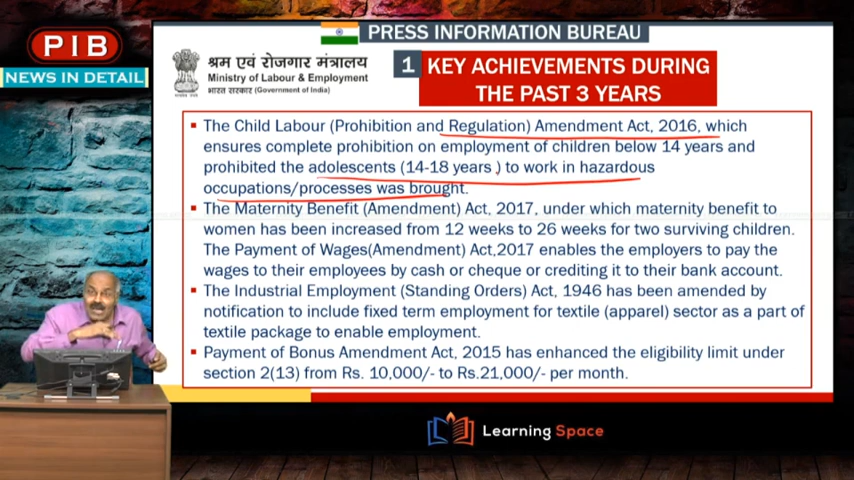 PIB
NEWS IN DETAIL
PRESS INFORMATION BUREAU
श्रम एवं रोजगार मंत्रालय
Ministry of Labour & Employment
भारत सरकार (Government of India)
1 KEY ACHIEVEMENTS DURING
THE PAST 3 YEARS
▪ The Child Labour (Prohibition and Regulation) Amendment Act, 2016, which
ensures complete prohibition on employment of children below 14 years and
prohibited the adolescents (14-18 years ) to work in hazardous
occupations/processes was brought.
▪ The Maternity Benefit (Amendment) Act, 2017, under which maternity benefit to
women has been increased from 12 weeks to 26 weeks for two surviving children.
The Payment of Wages(Amendment) Act,2017 enables the employers to pay the
wages to their employees by cash or cheque or crediting it to their bank account.
▪ The Industrial Employment (Standing Orders) Act, 1946 has been amended by
notification to include fixed term employment for textile (apparel) sector as a part of
textile package to enable employment.
▪ Payment of Bonus Amendment Act, 2015 has enhanced the eligibility limit under
section 2(13) from Rs. 10,000/- to Rs.21,000/- per month.
Learning Space